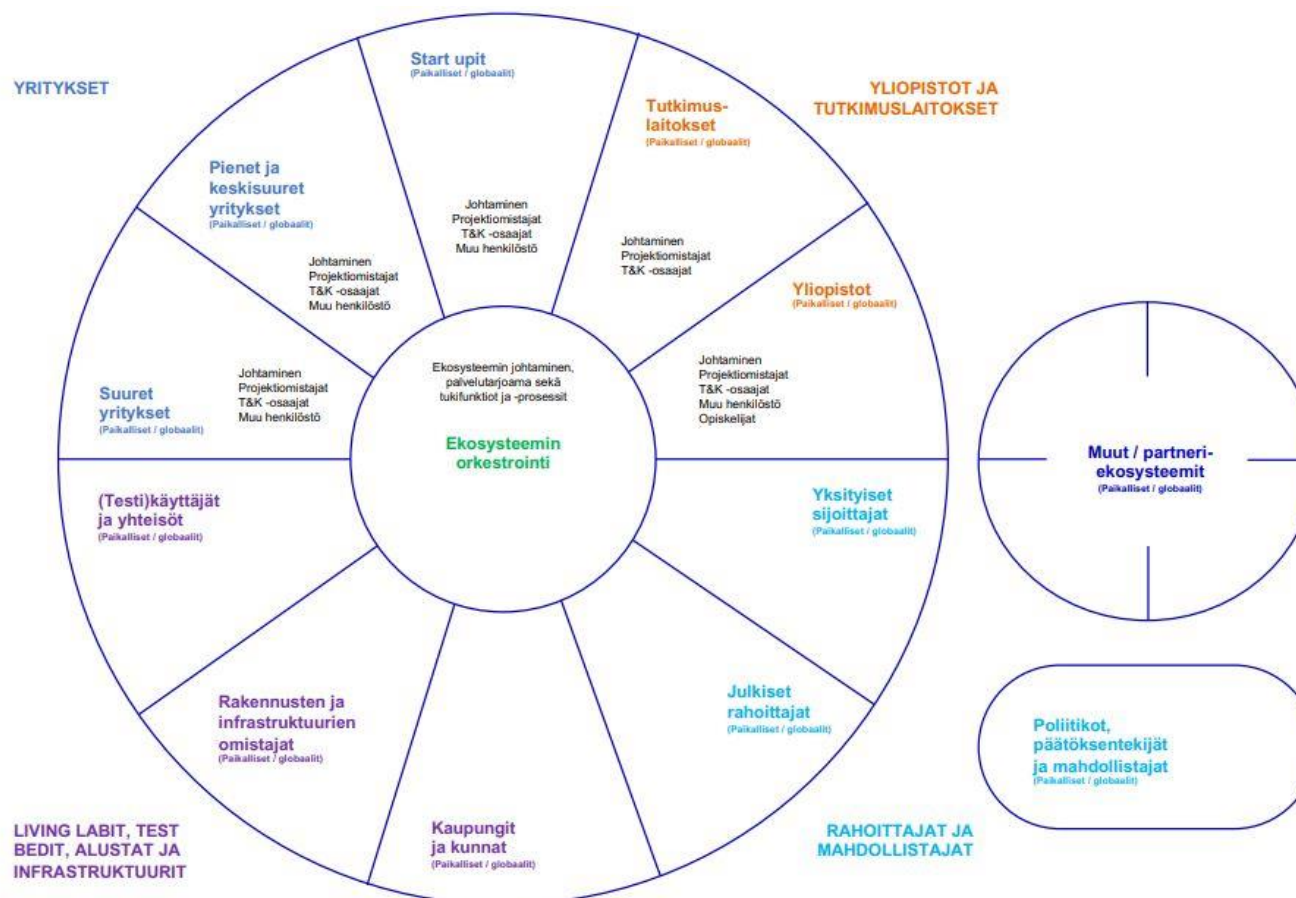 YRITYKSET
Start upit
(Paikalliset / globaalit)
YLIOPISTOT JA
TUTKIMUSLAITOKSET
Tutkimus-
laitokset
(Paikalliset / globaalit)
Pienet ja
keskisuuret
yritykset
(Paikalliset / globaalit)
Johtaminen
Projektiomistajat
T&K -osaajat
Muu henkilöstö
Johtaminen
Projektiomistajat
T&K -osaajat
Muu henkilöstö
Johtaminen
Projektiomistajat
T&K -osaajat
Yliopistot
(Paikalliset / globaalit)
Johtaminen
Projektiomistajat
T&K -osaajat
Muu henkilöstö
Opiskelijat
Suuret
yritykset
(Paikalliset / globaalit)
Johtaminen
Projektiomistajat
T&K -osaajat
Muu henkilöstö
Ekosysteemin johtaminen,
palvelutarjoama sekä
tukifunktiot ja -prosessit
Ekosysteemin
orkestrointi
Muut / partneri-
ekosysteemit
(Paikalliset / globaalit)
(Testi)käyttäjät
ja yhteisöt
(Paikalliset / globaalit)
Yksityiset
sijoittajat
(Paikalliset / globaalit)
Rakennusten ja
infrastruktuurien
omistajat
(Paikalliset / globaalit)
Julkiset
rahoittajat
(Paikalliset / globaalit)
Poliitikot,
päätöksentekijät
ja mahdollistajat
(Paikalliset / globaalit)
LIVING LABIT, TEST
BEDIT, ALUSTAT JA
INFRASTRUKTUURIT
Kaupungit
ja kunnat
(Paikalliset / globaalit)
RAHOITTAJAT JA
MAHDOLLISTAJAT